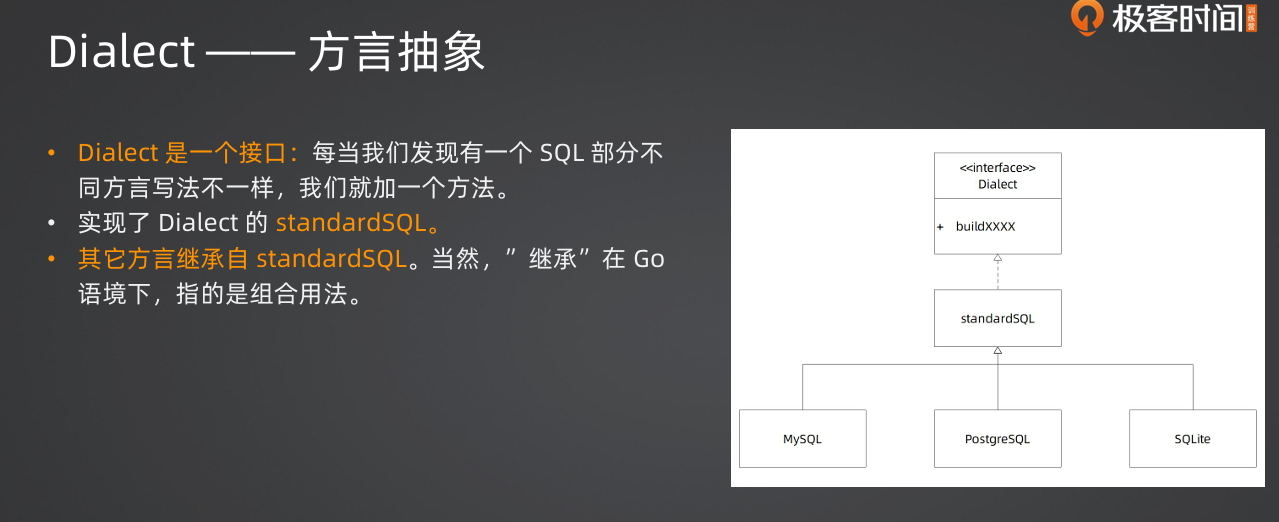 极客时间 训练营
Dialect —— 方言抽象
• Dialect 是一个接口：每当我们发现有一个 SQL 部分不
同方言写法不一样，我们就加一个方法。
• 实现了 Dialect 的 standardSQL。
• 其它方言继承自 standardSQL。当然，”继承”在 Go
语境下，指的是组合用法。
<<interface>>
Dialect
+ buildXXXX
standardSQL
MySQL
PostgreSQL
SQLite